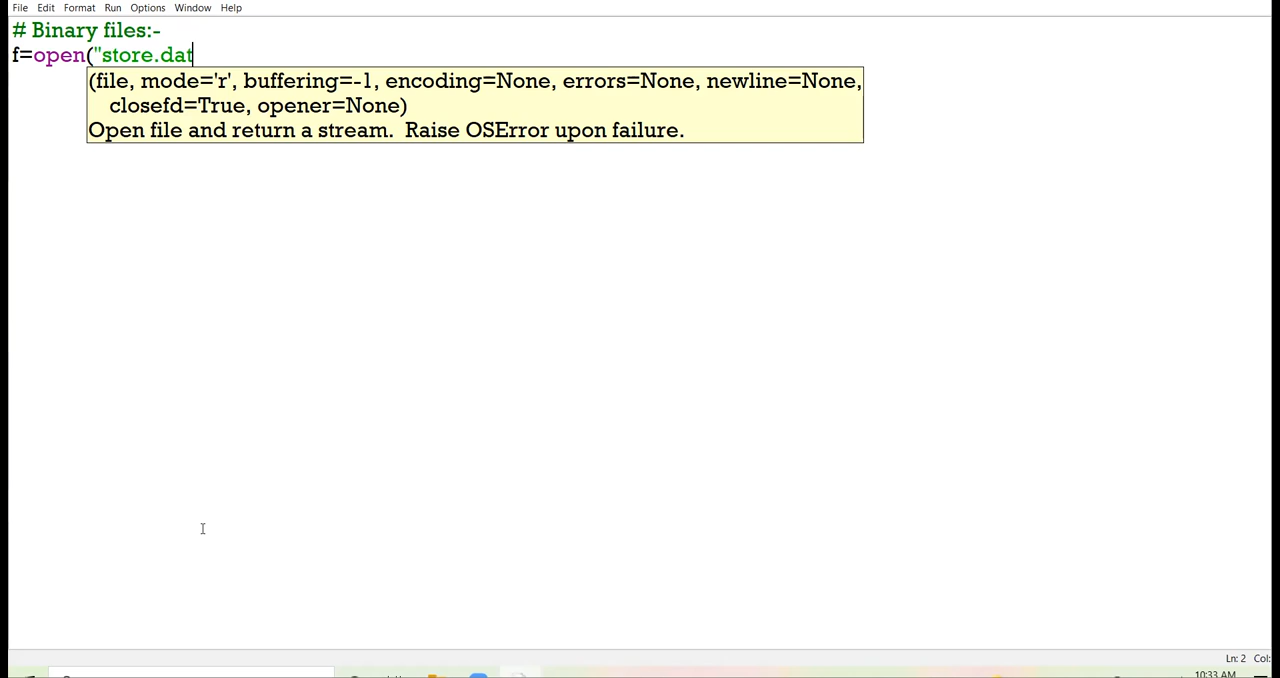 File Edit Format Run Options Window Help
# Binary files:-
f=open("store.dat
(file, mode='r', buffering=-1, encoding=None, errors=None, newline=None,
closefd=True, opener=None)
Open file and return a stream. Raise OSError upon failure.
Ln: 2 Col:
10:33 AM